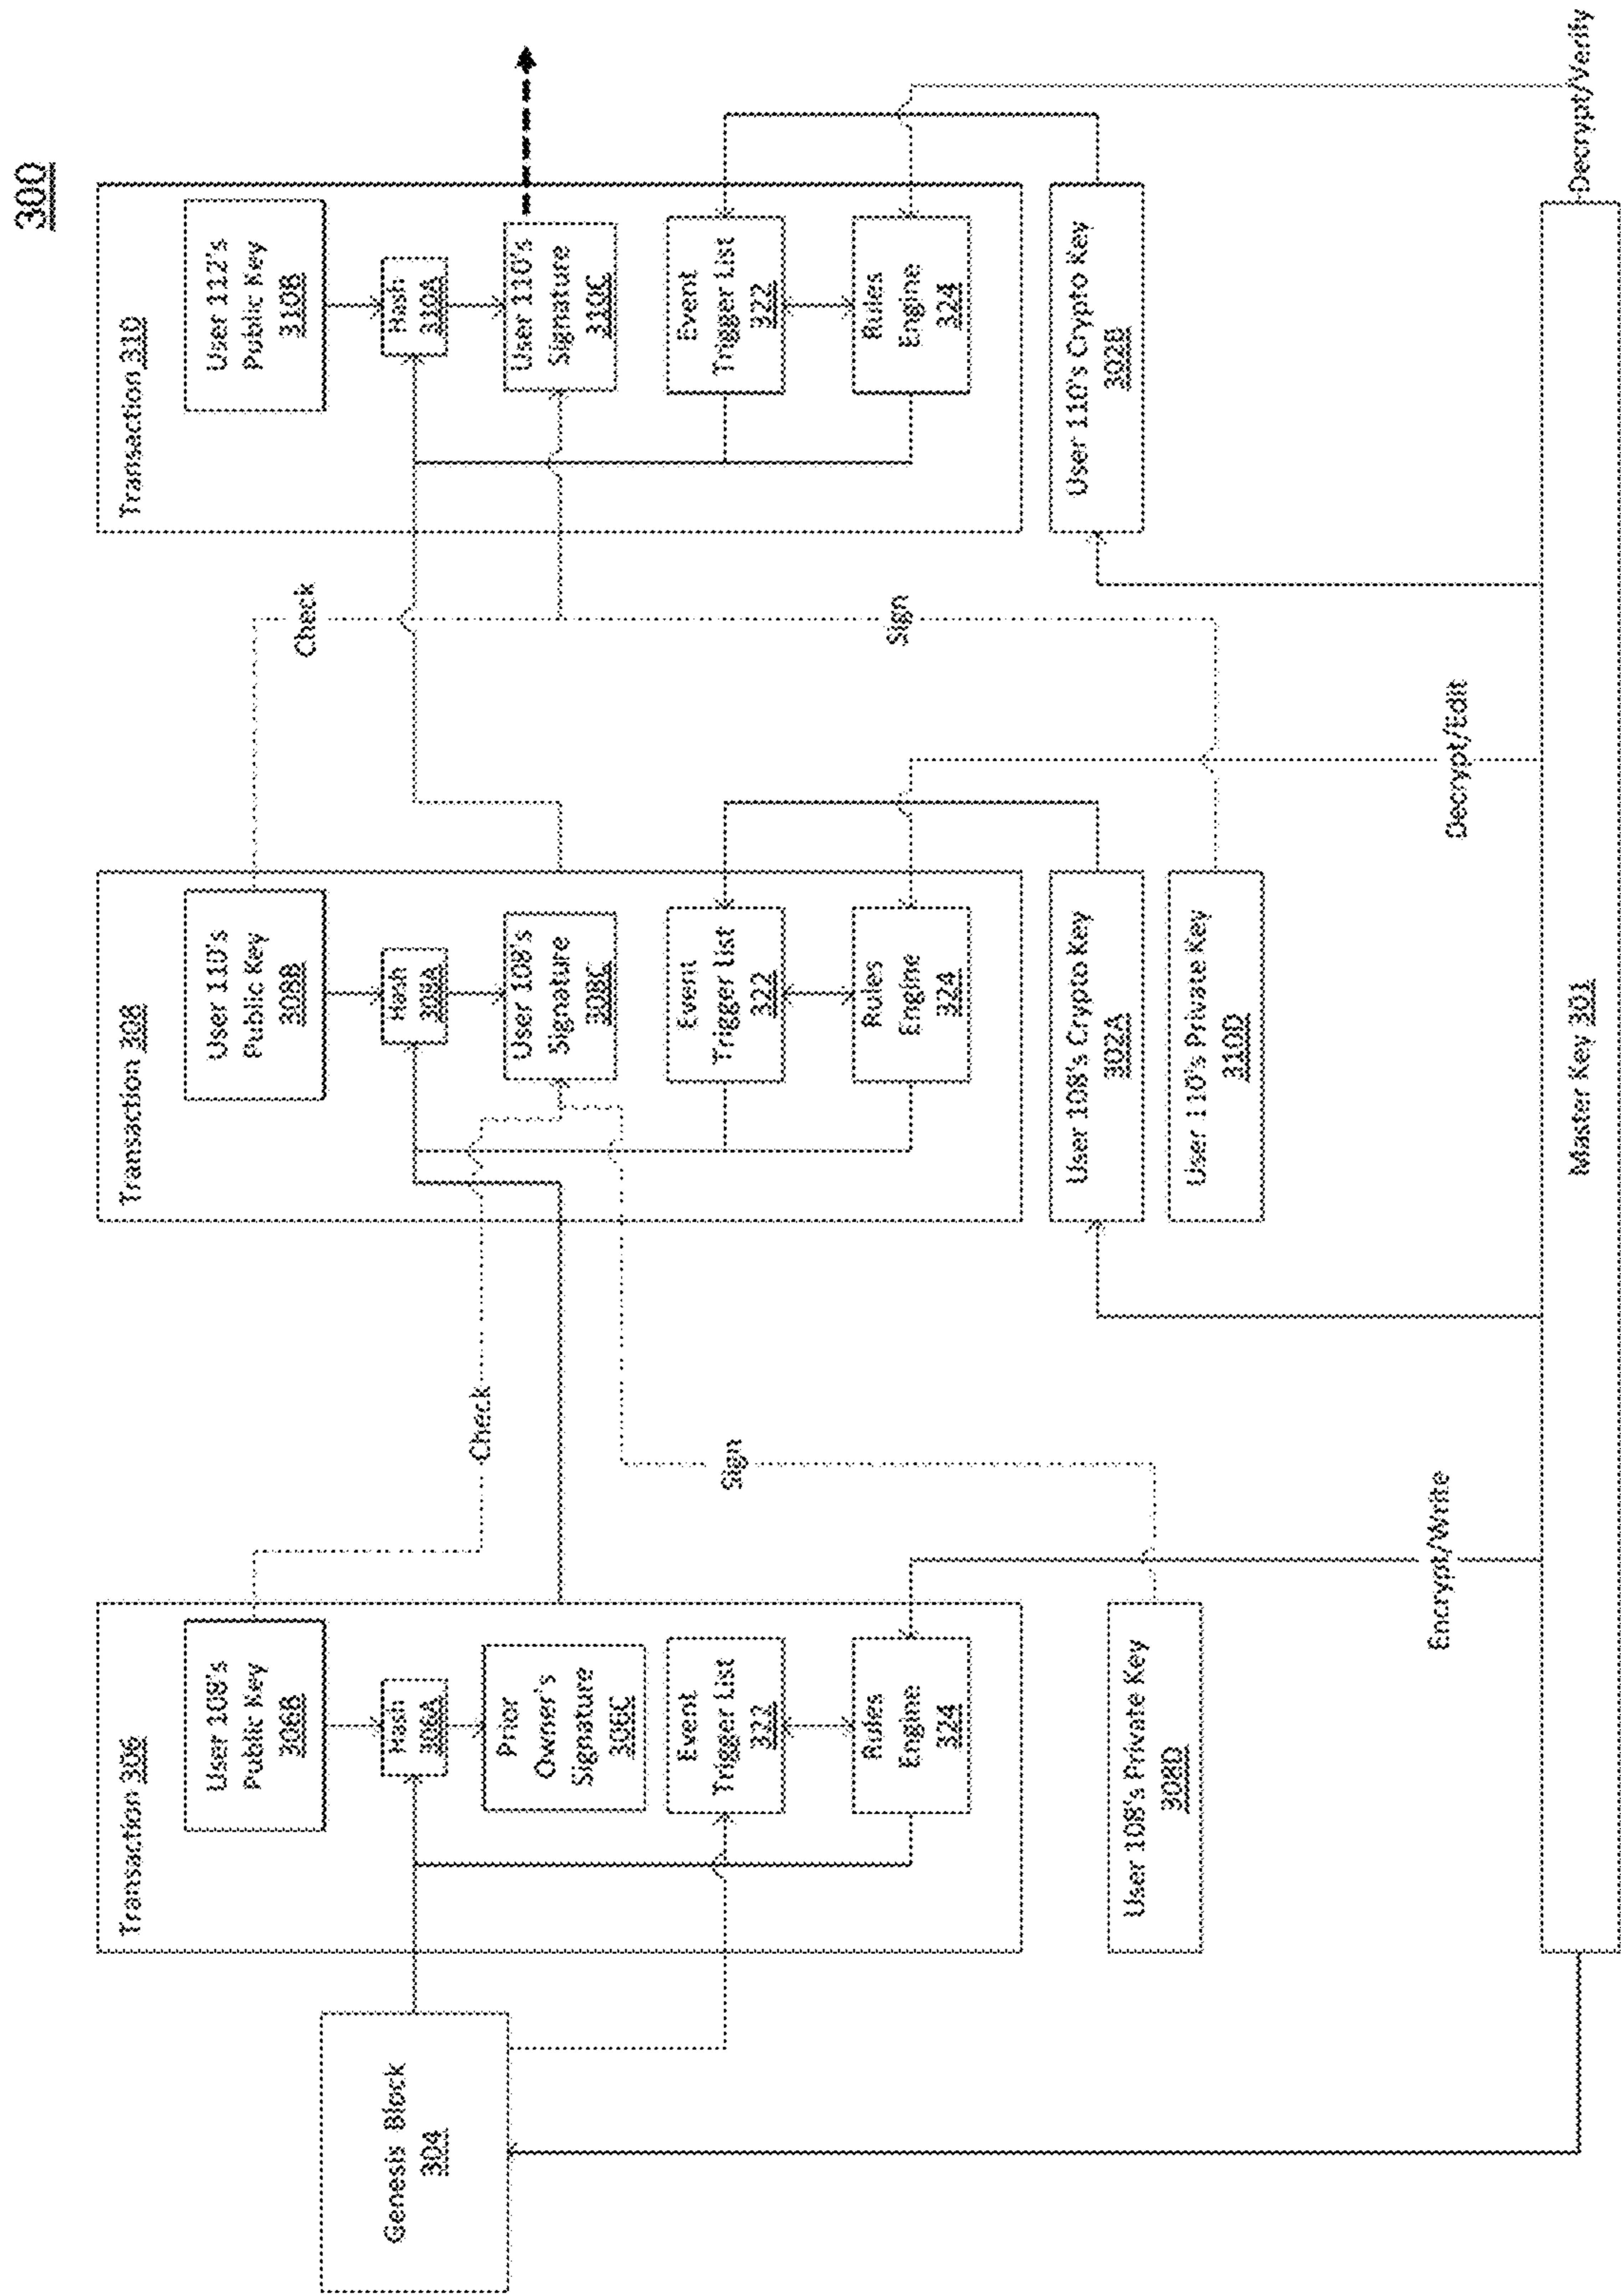 300
Genesis Block
304
Transaction 306
User 108's
Public Key
306B
Hash
306A
Prior
Owner's
Signature
306C
Event
Trigger List
322
Rules
Engine
324
User 108's Private Key
308D
Encrypt/Write
Check
Sign
Transaction 308
User 110's
Public Key
308B
Hash
308A
User 108's
Signature
308C
Event
Trigger List
322
Rules
Engine
324
User 108's Crypto Key
302A
User 110's Private Key
310D
Decrypt/Edit
Check
Sign
Transaction 310
User 112's
Public Key
310B
Hash
310A
User 110's
Signature
310C
Event
Trigger List
322
Rules
Engine
324
User 110's Crypto Key
302B
Master Key 301
Decrypt/Verify